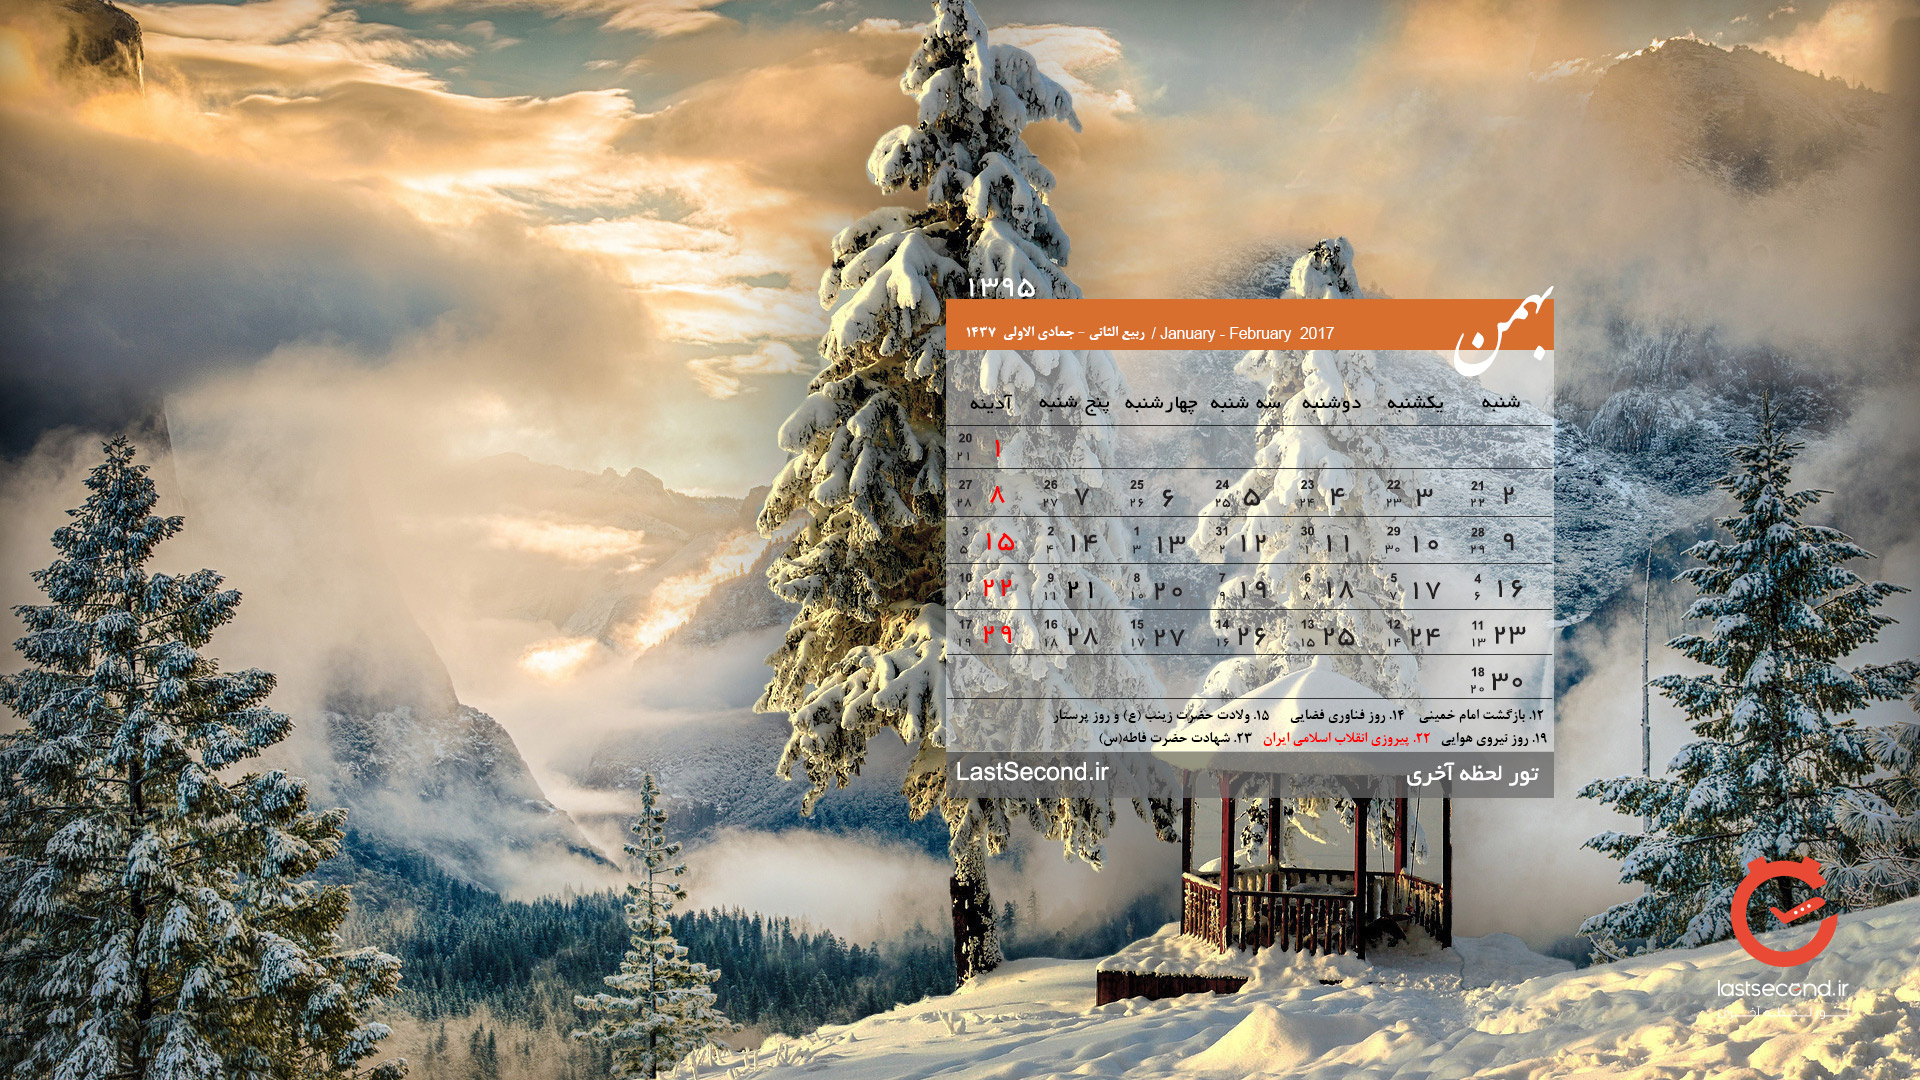 ۱۳۹۵
بهمن
January - February 2017 / ربیع الثانی - جمادی الاولی ۱۴۳۷
شنبه یکشنبه دوشنبه سه شنبه چهارشنبه پنج شنبه آدینه
۱ 20 ۲۱
۲ 21 ۲۲ ۳ 22 ۲۳ ۴ 23 ۲۴ ۵ 24 ۲۵ ۶ 25 ۲۶ ۷ 26 ۲۷ ۸ 27 ۲۸
۹ 28 ۲۹ ۱۰ 29 ۳۰ ۱۱ 30 ۱ ۱۲ 31 ۲ ۱۳ 1 ۳ ۱۴ 2 ۴ ۱۵ 3 ۵
۱۶ 4 ۶ ۱۷ 5 ۷ ۱۸ 6 ۸ ۱۹ 7 ۹ ۲۰ 8 ۱۰ ۲۱ 9 ۱۱ ۲۲ 10 ۱۲
۲۳ 11 ۱۳ ۲۴ 12 ۱۴ ۲۵ 13 ۱۵ ۲۶ 14 ۱۶ ۲۷ 15 ۱۷ ۲۸ 16 ۱۸ ۲۹ 17 ۱۹
۳۰ 18 ۲۰
۱۲. بازگشت امام خمینی ۱۴. روز فناوری فضایی ۱۵. ولادت حضرت زینب (ع) و روز پرستار
۱۹. روز نیروی هوایی ۲۲. پیروزی انقلاب اسلامی ایران ۲۳. شهادت حضرت فاطه(س)
تور لحظه آخری LastSecond.ir
lastsecond.ir